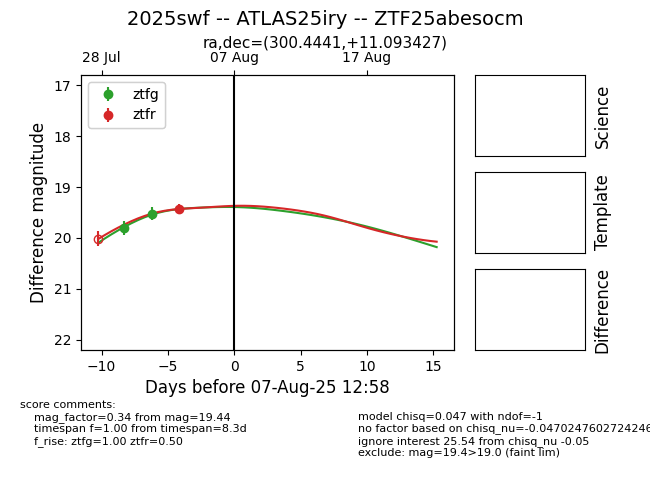 2025swf -- ATLAS25iry -- ZTF25abesocm
ra,dec=(300.4441,+11.093427)
28 Jul 07 Aug 17 Aug
ztfg
ztfr
17
18
19
20
21
22
Difference magnitude
−10 −5 0 5 10 15
Days before 07-Aug-25 12:58
Science
Template
Difference
score comments:
mag_factor=0.34 from mag=19.44
timespan f=1.00 from timespan=8.3d
f_rise: ztfg=1.00 ztfr=0.50
model chisq=0.047 with ndof=-1
no factor based on chisq_nu=-0.0470247602724246
ignore interest 25.54 from chisq_nu -0.05
exclude: mag=19.4>19.0 (faint lim)